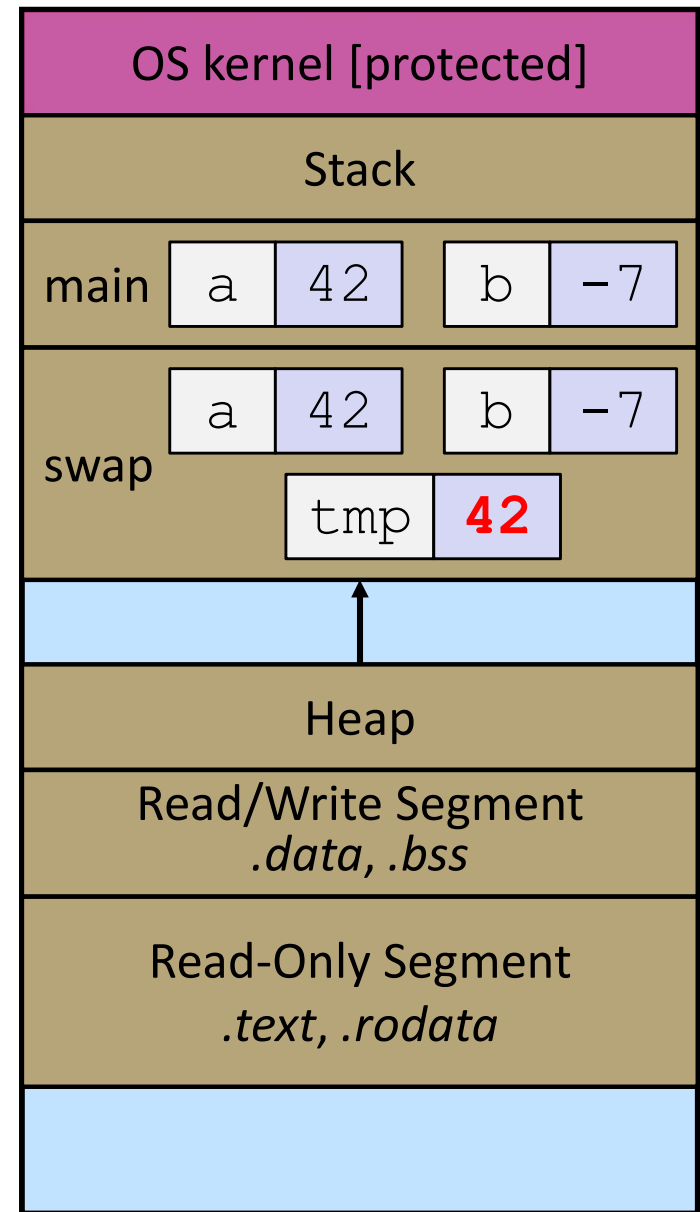 OS kernel [protected]
Stack
main a 42 b -7
a 42 b -7
swap
tmp 42
Heap
Read/Write Segment
.data, .bss
Read-Only Segment
.text, .rodata